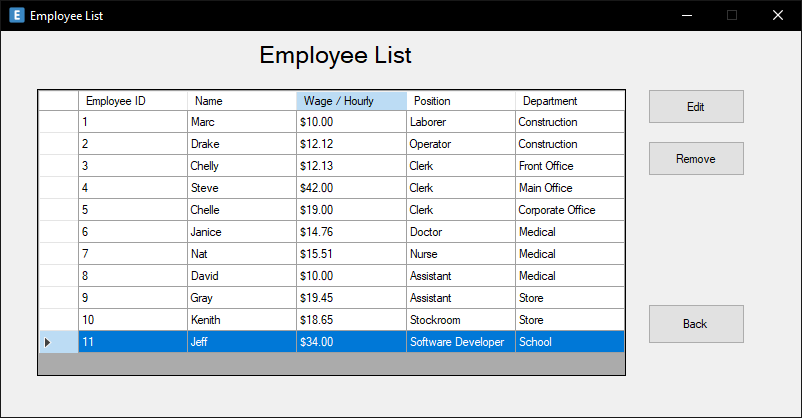 E Employee List
Employee List
Employee ID Name Wage / Hourly Position Department
1 Marc $10.00 Laborer Construction
2 Drake $12.12 Operator Construction
3 Chelly $12.13 Clerk Front Office
4 Steve $42.00 Clerk Main Office
5 Chelle $19.00 Clerk Corporate Office
6 Janice $14.76 Doctor Medical
7 Nat $15.51 Nurse Medical
8 David $10.00 Assistant Medical
9 Gray $19.45 Assistant Store
10 Kenith $18.65 Stockroom Store
11 Jeff $34.00 Software Developer School
Edit
Remove
Back